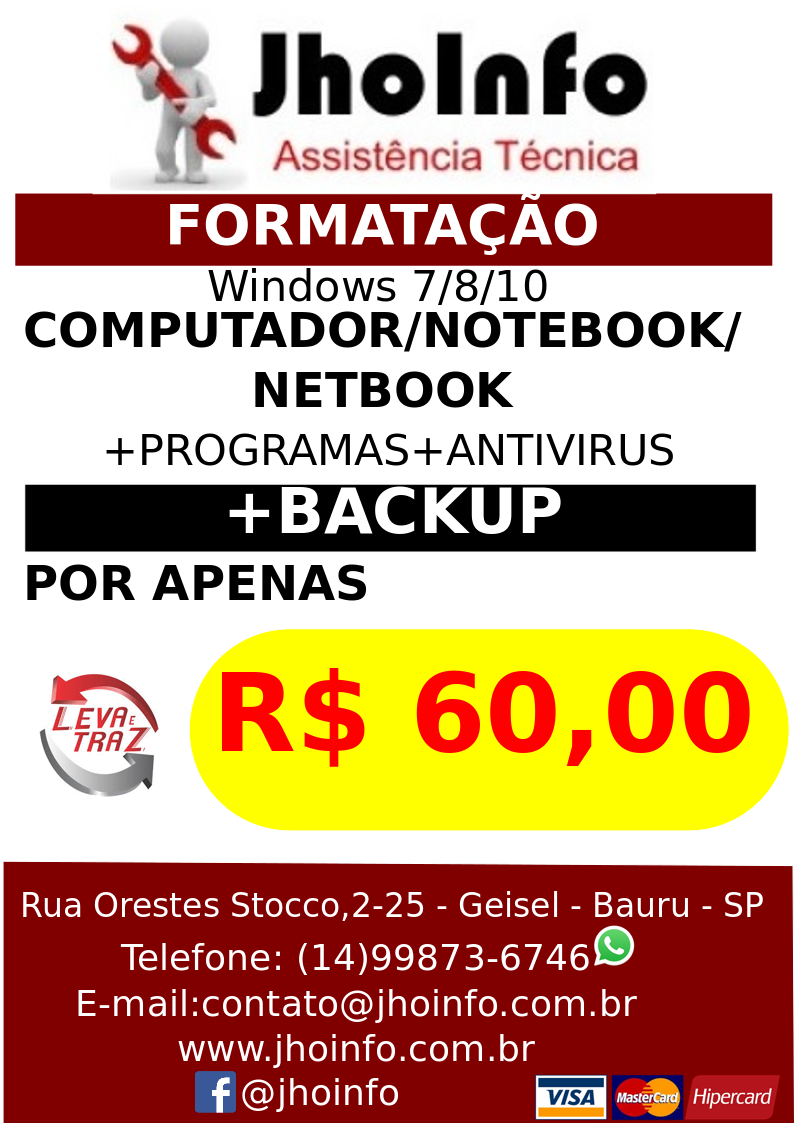 JhoInfo
Assistência Técnica
FORMATAÇÃO
Windows 7/8/10
COMPUTADOR/NOTEBOOK/
NETBOOK
+PROGRAMAS+ANTIVIRUS
+BACKUP
POR APENAS
LEVA E
TRAZ
R$ 60,00
Rua Orestes Stocco,2-25 - Geisel - Bauru - SP
Telefone: (14)99873-6746
E-mail:contato@jhoinfo.com.br
www.jhoinfo.com.br
f @jhoinfo
VISA MasterCard Hipercard